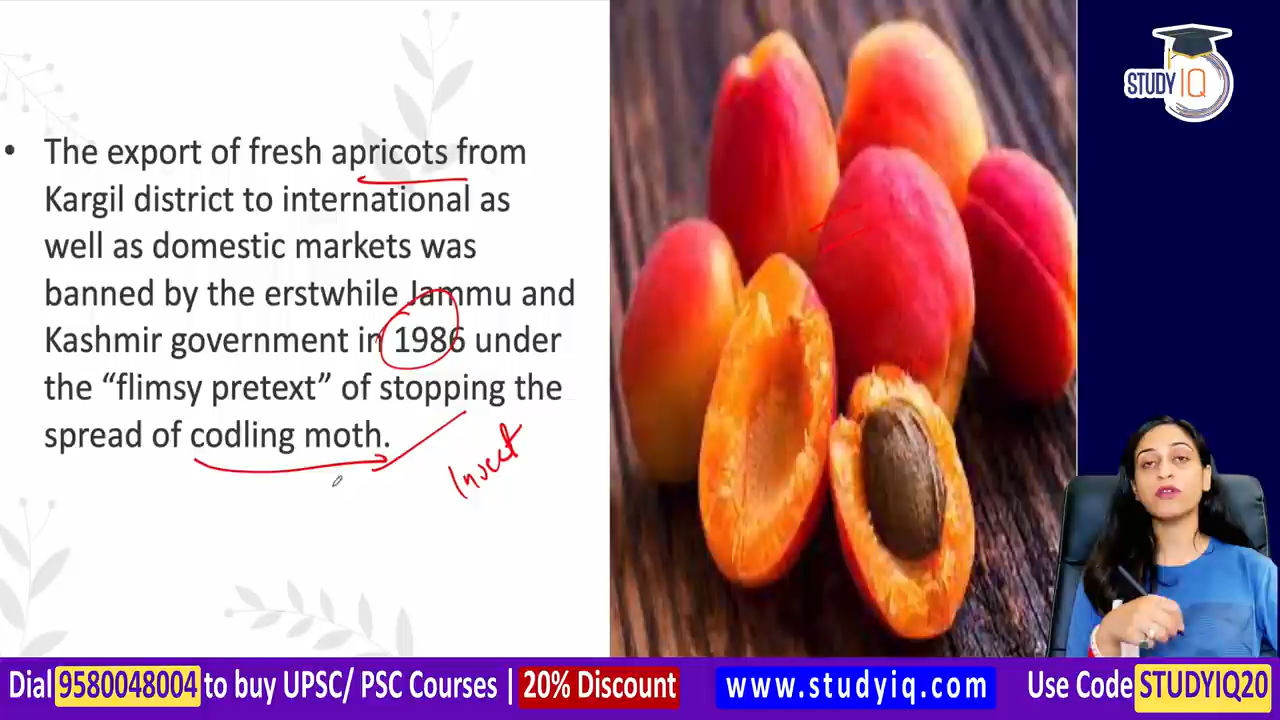 STUDY IQ
• The export of fresh apricots from
Kargil district to international as
well as domestic markets was
banned by the erstwhile Jammu and
Kashmir government in 1986 under
the “flimsy pretext” of stopping the
spread of codling moth.
Insect
Dial 9580048004 to buy UPSC/ PSC Courses | 20% Discount www.studyiq.com Use Code STUDYIQ20